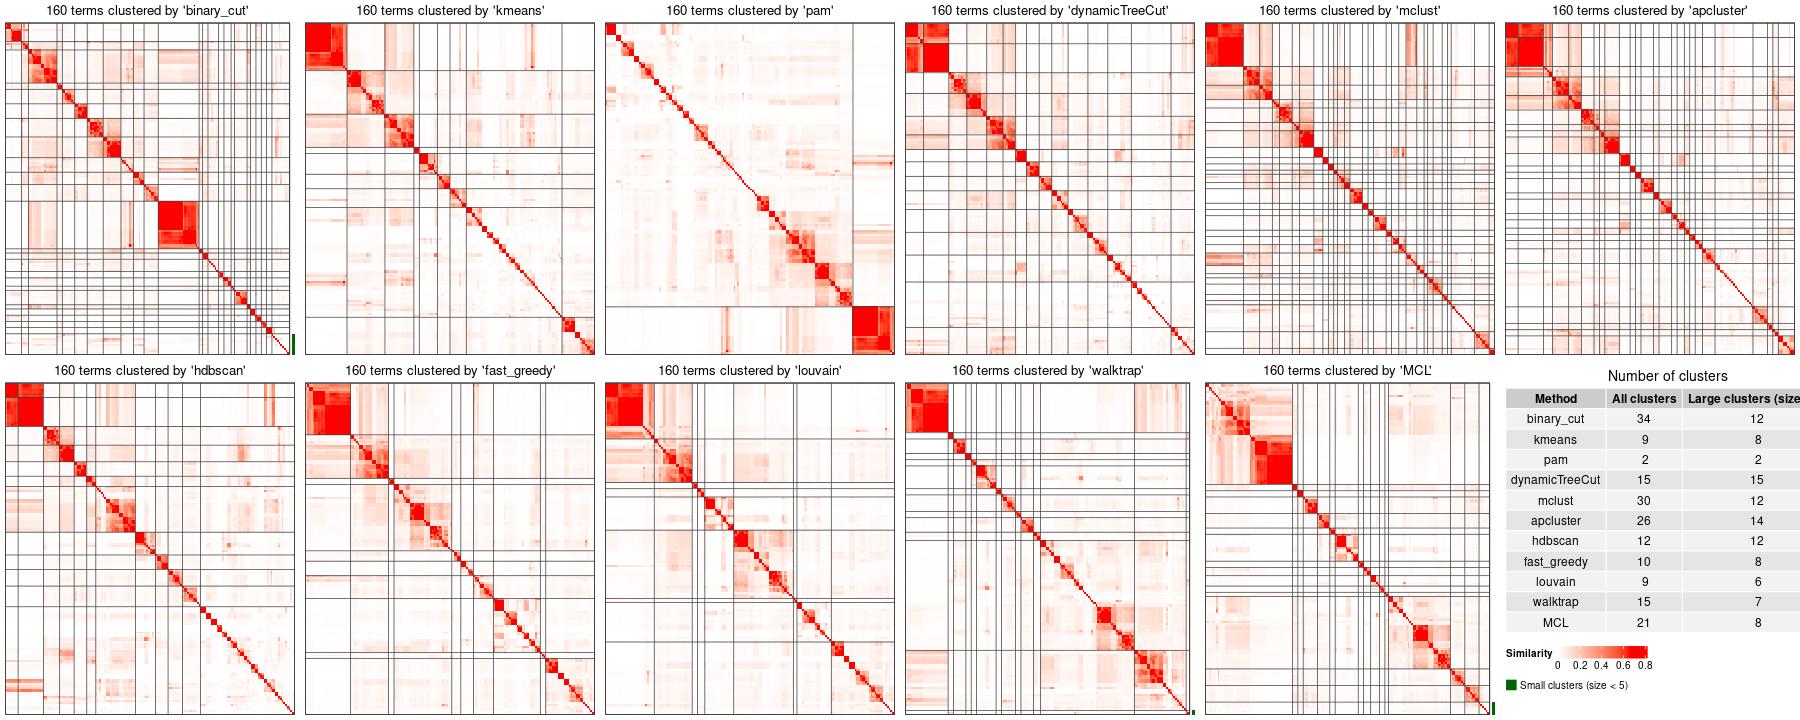 160 terms clustered by 'binary_cut'
160 terms clustered by 'kmeans'
160 terms clustered by 'pam'
160 terms clustered by 'dynamicTreeCut'
160 terms clustered by 'mclust'
160 terms clustered by 'apcluster'
160 terms clustered by 'hdbscan'
160 terms clustered by 'fast_greedy'
160 terms clustered by 'louvain'
160 terms clustered by 'walktrap'
160 terms clustered by 'MCL'
Number of clusters
Method All clusters Large clusters (size
binary_cut 34 12
kmeans 9 8
pam 2 2
dynamicTreeCut 15 15
mclust 30 12
apcluster 26 14
hdbscan 12 12
fast_greedy 10 8
louvain 9 6
walktrap 15 7
MCL 21 8
Similarity
0 0.2 0.4 0.6 0.8
Small clusters (size < 5)